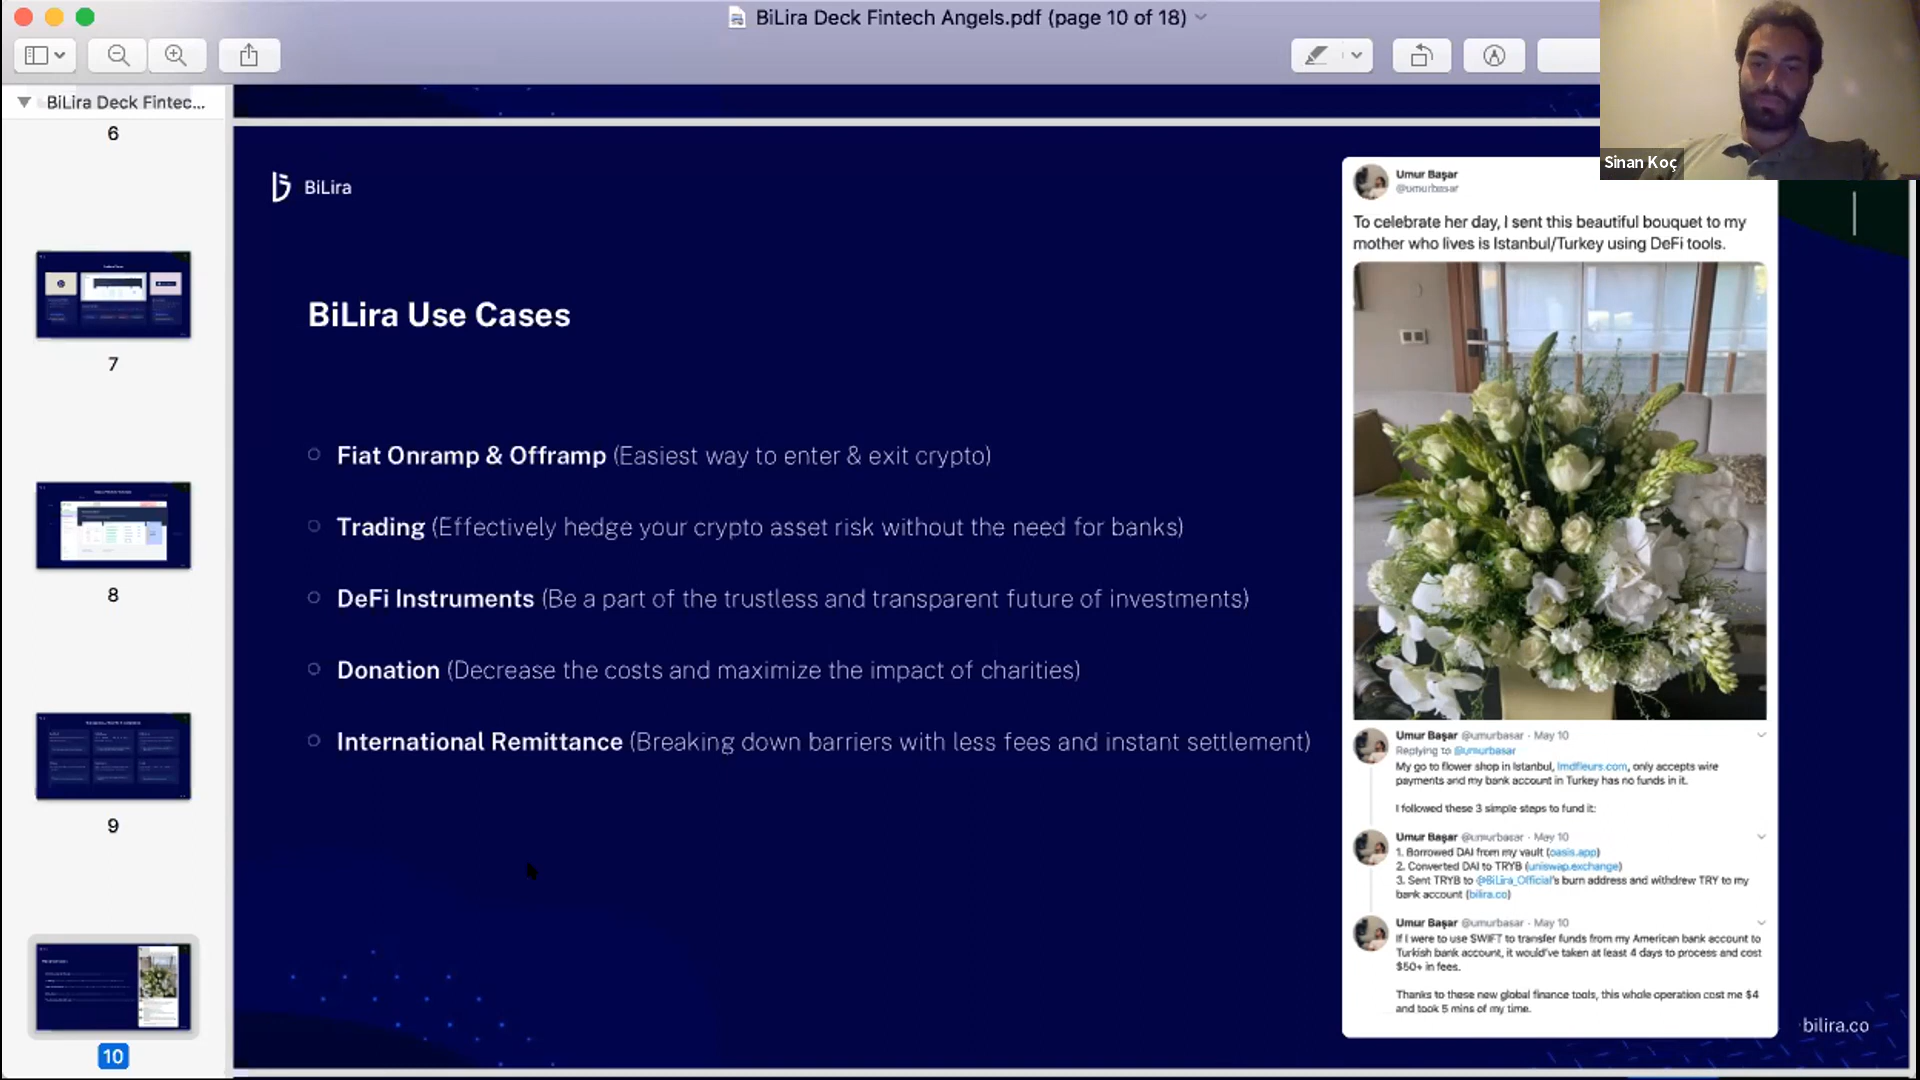 BiLira Deck Fintech Angels.pdf (page 10 of 18)
BiLira Deck Fintec...
6
7
8
9
10
Sinan Koç
BiLira
BiLira Use Cases
Fiat Onramp & Offramp (Easiest way to enter & exit crypto)
Trading (Effectively hedge your crypto asset risk without the need for banks)
DeFi Instruments (Be a part of the trustless and transparent future of investments)
Donation (Decrease the costs and maximize the impact of charities)
International Remittance (Breaking down barriers with less fees and instant settlement)
Umur Başar
@umurbasar
To celebrate her day, I sent this beautiful bouquet to my
mother who lives is Istanbul/Turkey using DeFi tools.
Umur Başar @umurbasar · May 10
Replying to @umurbasar
My go to flower shop in Istanbul, lmdfleurs.com, only accepts wire
payments and my bank account in Turkey has no funds in it.
I followed these 3 simple steps to fund it:
Umur Başar @umurbasar · May 10
1. Borrowed DAI from my vault (oasis.app)
2. Converted DAI to TRYB (uniswap.exchange)
3. Sent TRYB to @BiLira_Official's burn address and withdrew TRY to my
bank account (bilira.co)
Umur Başar @umurbasar · May 10
If I were to use SWIFT to transfer funds from my American bank account to
Turkish bank account, it would've taken at least 4 days to process and cost
$50+ in fees.
Thanks to these new global finance tools, this whole operation cost me $4
and took 5 mins of my time.
bilira.co